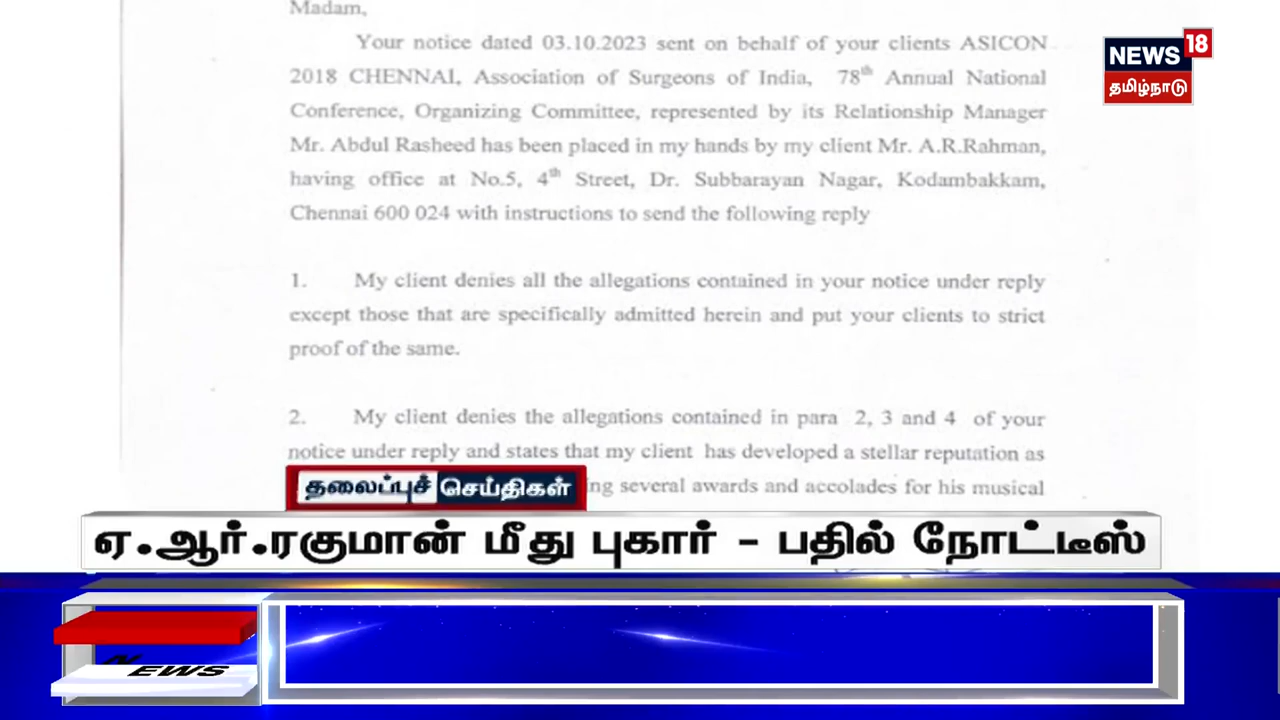 Madam,
Your notice dated 03.10.2023 sent on behalf of your clients ASICON
2018 CHENNAI, Association of Surgeons of India, 78th Annual National
Conference, Organizing Committee, represented by its Relationship Manager
Mr. Abdul Rasheed has been placed in my hands by my client Mr. A.R.Rahman,
having office at No.5, 4th Street, Dr. Subbarayan Nagar, Kodambakkam,
Chennai 600 024 with instructions to send the following reply
1. My client denies all the allegations contained in your notice under reply
except those that are specifically admitted herein and put your clients to strict
proof of the same.
2. My client denies the allegations contained in para 2, 3 and 4 of your
notice under reply and states that my client has developed a stellar reputation as
several awards and accolades for his musical
NEWS 18
தமிழ்நாடு
தலைப்புச் செய்திகள்
ஏ.ஆர்.ரகுமான் மீது புகார் - பதில் நோட்டீஸ்
NEWS